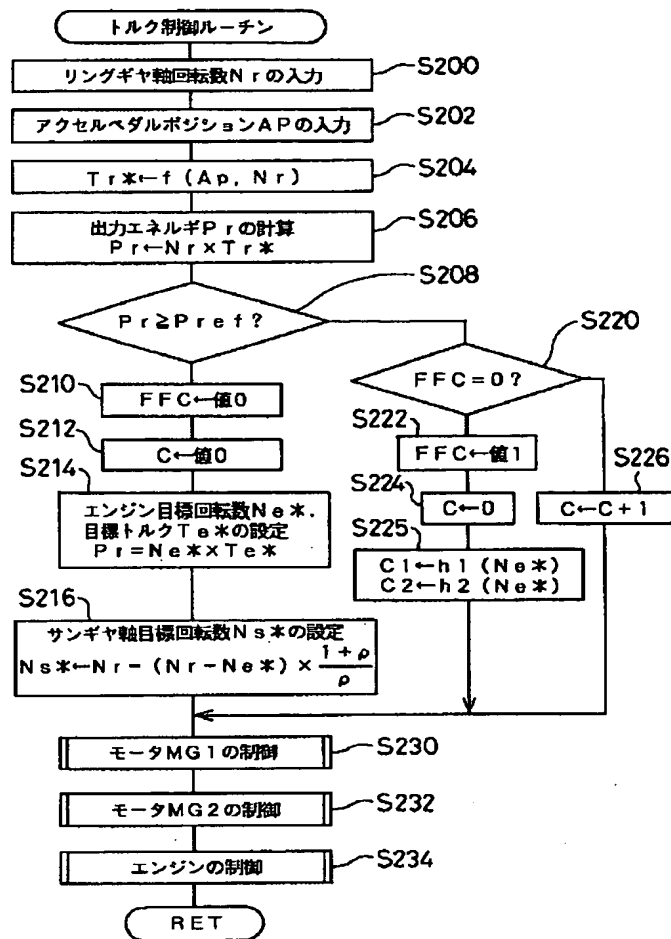 トルク制御ルーチン
リングギヤ軸回転数Nrの入力
S200
アクセルペダルポジションAPの入力
S202
Tr*←f(Ap,Nr)
S204
出力エネルギPrの計算
Pr←Nr×Tr*
S206
Pr≧Pref?
S208
S210
FFC←値0
S212
C←値0
S214
エンジン目標回転数Ne*,
目標トルクTe*の設定
Pr=Ne*×Te*
S216
サンギヤ軸目標回転数Ns*の設定
Ns*←Nr-(Nr-Ne*)×(1+ρ)/ρ
S220
FFC=0?
S222
FFC←値1
S224
C←0
S225
C1←h1(Ne*)
C2←h2(Ne*)
S226
C←C+1
モータMG1の制御
S230
モータMG2の制御
S232
エンジンの制御
S234
RET